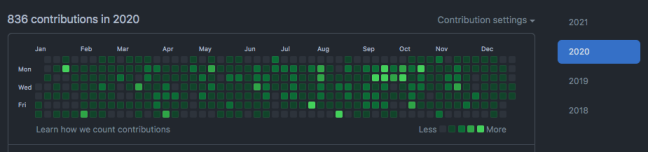 836 contributions in 2020
Contribution settings
2021
2020
2019
2018
Jan Feb Mar Apr May Jun Jul Aug Sep Oct Nov Dec
Mon
Wed
Fri
Learn how we count contributions
Less More